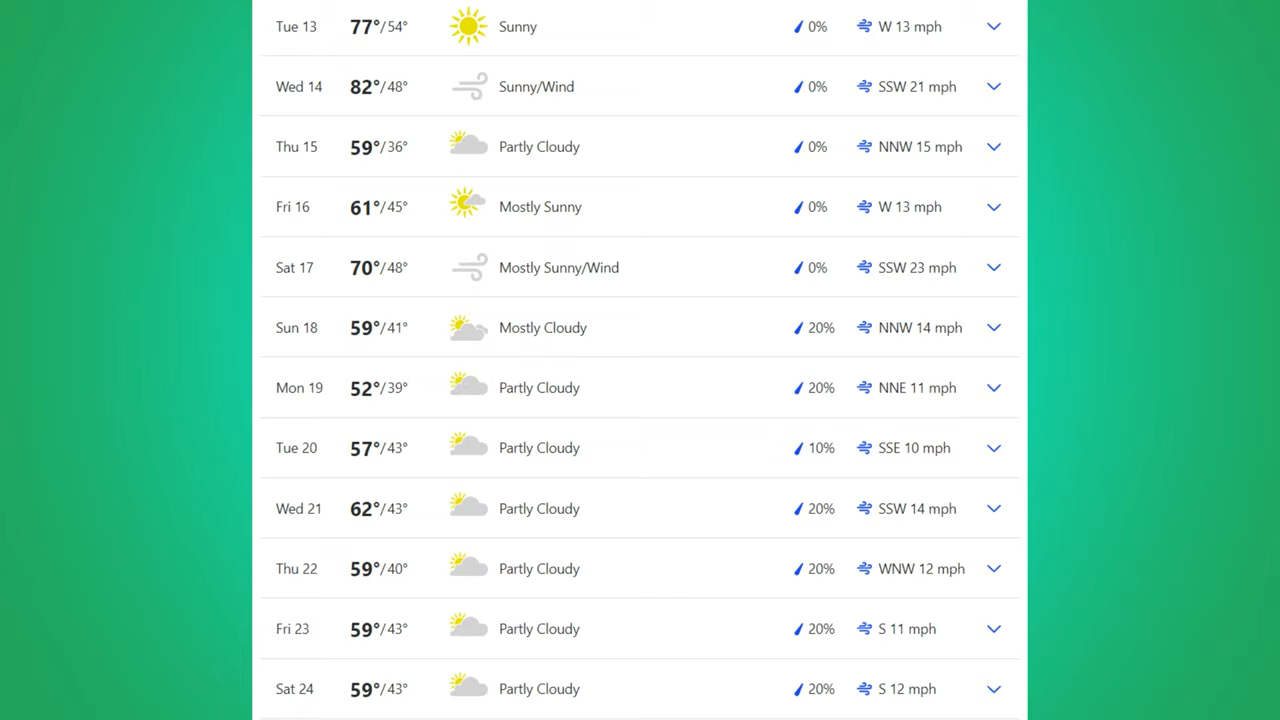 Tue 13 77°/54° Sunny 0% W 13 mph
Wed 14 82°/48° Sunny/Wind 0% SSW 21 mph
Thu 15 59°/36° Partly Cloudy 0% NNW 15 mph
Fri 16 61°/45° Mostly Sunny 0% W 13 mph
Sat 17 70°/48° Mostly Sunny/Wind 0% SSW 23 mph
Sun 18 59°/41° Mostly Cloudy 20% NNW 14 mph
Mon 19 52°/39° Partly Cloudy 20% NNE 11 mph
Tue 20 57°/43° Partly Cloudy 10% SSE 10 mph
Wed 21 62°/43° Partly Cloudy 20% SSW 14 mph
Thu 22 59°/40° Partly Cloudy 20% WNW 12 mph
Fri 23 59°/43° Partly Cloudy 20% S 11 mph
Sat 24 59°/43° Partly Cloudy 20% S 12 mph